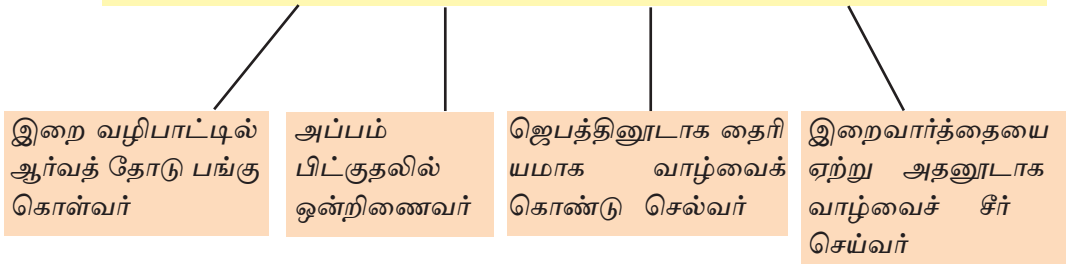 இறை வழிபாட்டில்
ஆர்வத் தோடு பங்கு
கொள்வர்
அப்பம்
பிட்குதலில்
ஒன்றிணைவர்
ஜெபத்தினூடாக தைரி
யமாக வாழ்வைக்
கொண்டு செல்வர்
இறைவார்த்தையை
ஏற்று அதனூடாக
வாழ்வைச் சீர்
செய்வர்